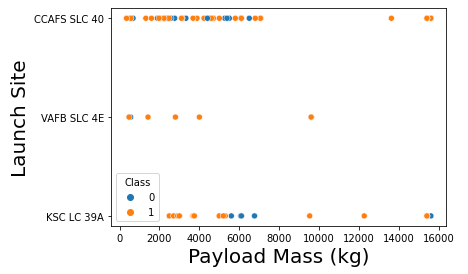 CCAFS SLC 40
VAFB SLC 4E
KSC LC 39A
Launch Site
Class
0
1
0 2000 4000 6000 8000 10000 12000 14000 16000
Payload Mass (kg)